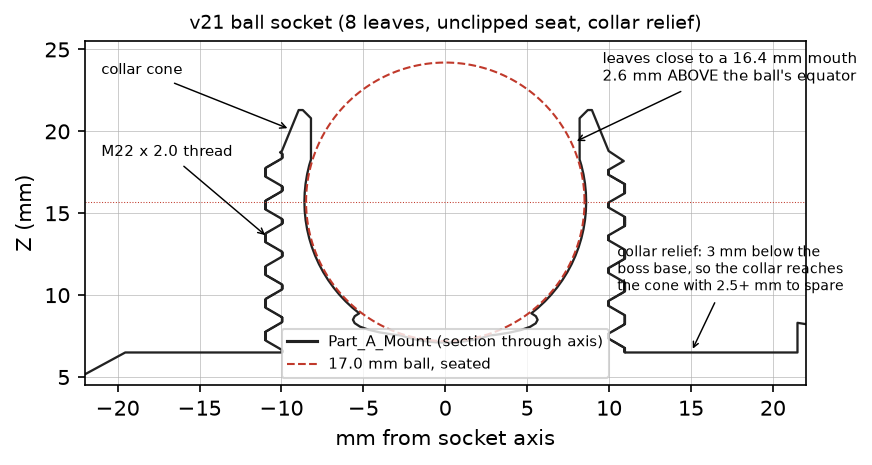 v21 ball socket (8 leaves, unclipped seat, collar relief)
collar cone
leaves close to a 16.4 mm mouth
2.6 mm ABOVE the ball's equator
M22 x 2.0 thread
collar relief: 3 mm below the
boss base, so the collar reaches
the cone with 2.5+ mm to spare
Part_A_Mount (section through axis)
17.0 mm ball, seated
25
20
15
10
5
Z (mm)
−20 −15 −10 −5 0 5 10 15 20
mm from socket axis